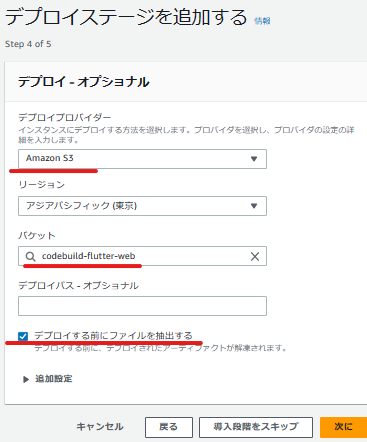 デプロイステージを追加する 情報
Step 4 of 5
デプロイ - オプショナル
デプロイプロバイダー
インスタンスにデプロイする方法を選択します。プロバイダを選択し、プロバイダの設定の詳
細を入力します。
Amazon S3
リージョン
アジアパシフィック (東京)
バケット
codebuild-flutter-web
デプロイパス - オプショナル
デプロイする前にファイルを抽出する
デプロイする前に、デプロイされたアーティファクトが解凍されます。
追加設定
キャンセル
戻る
導入段階をスキップ
次に